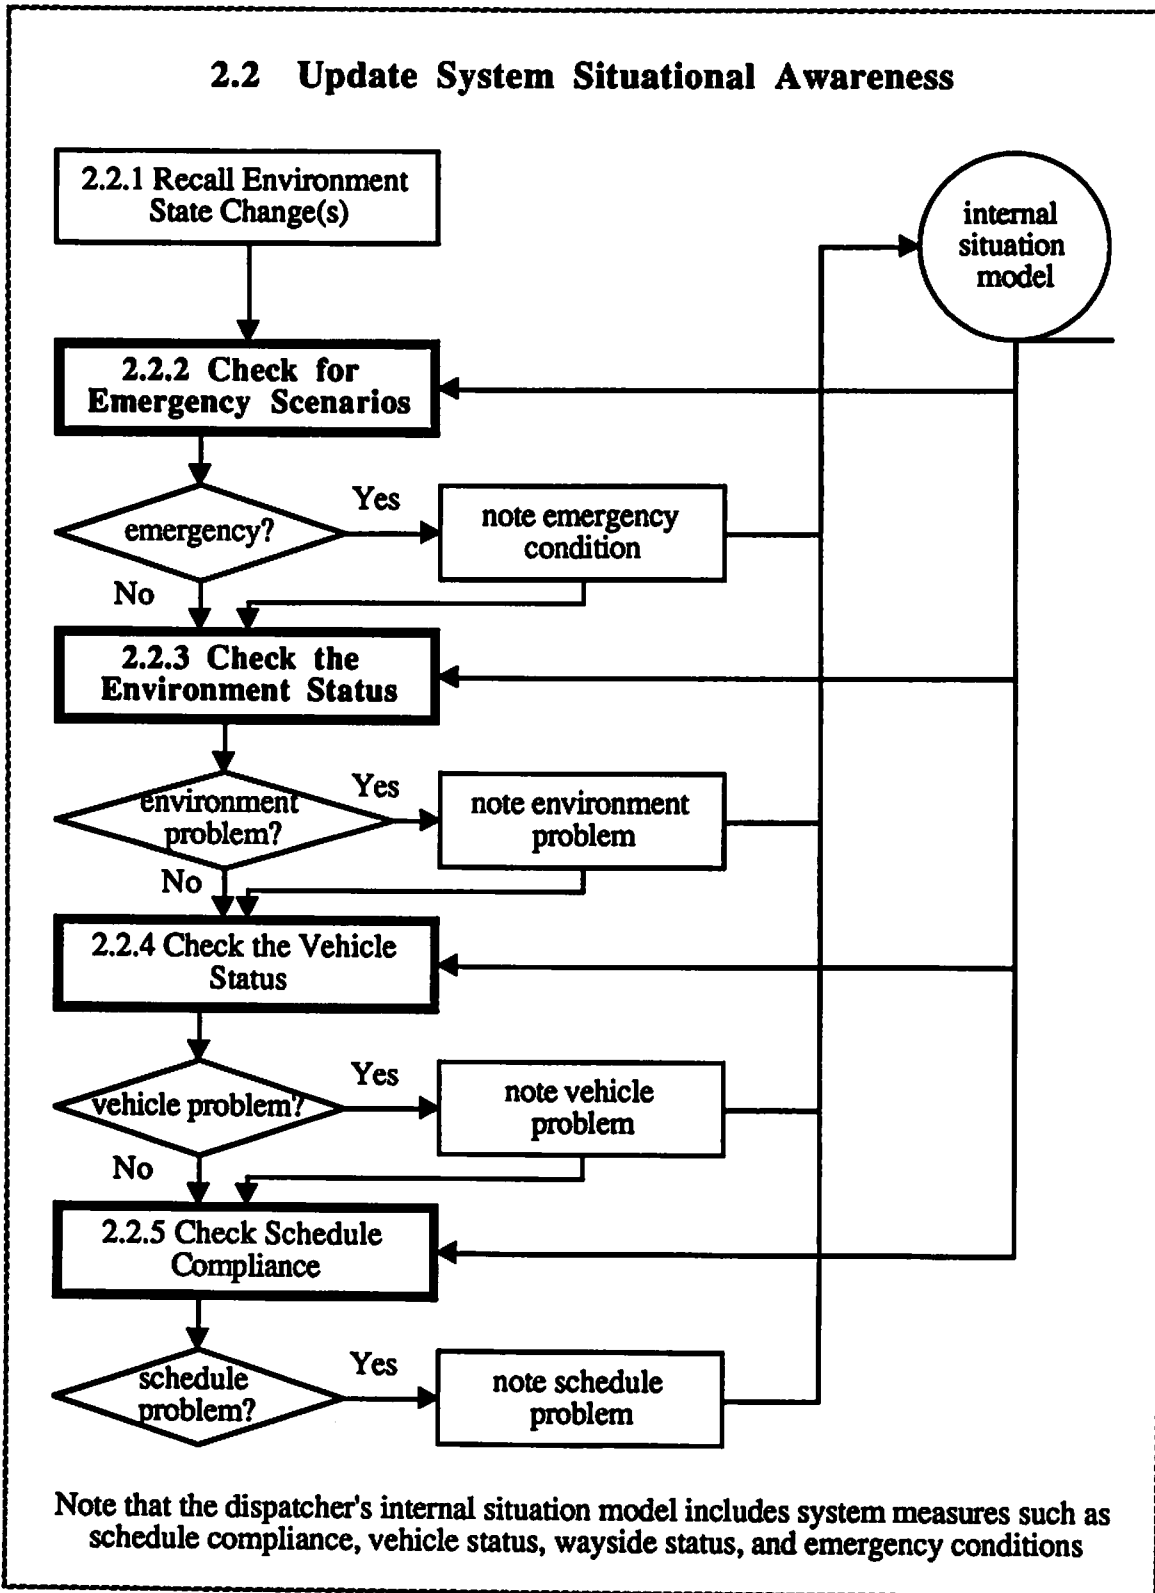 2.2 Update System Situational Awareness
2.2.1 Recall Environment
State Change(s)
internal
situation
model
2.2.2 Check for
Emergency Scenarios
emergency?
Yes
note emergency
condition
No
2.2.3 Check the
Environment Status
environment
problem?
Yes
note environment
problem
No
2.2.4 Check the Vehicle
Status
vehicle problem?
Yes
note vehicle
problem
No
2.2.5 Check Schedule
Compliance
schedule
problem?
Yes
note schedule
problem
Note that the dispatcher's internal situation model includes system measures such as
schedule compliance, vehicle status, wayside status, and emergency conditions